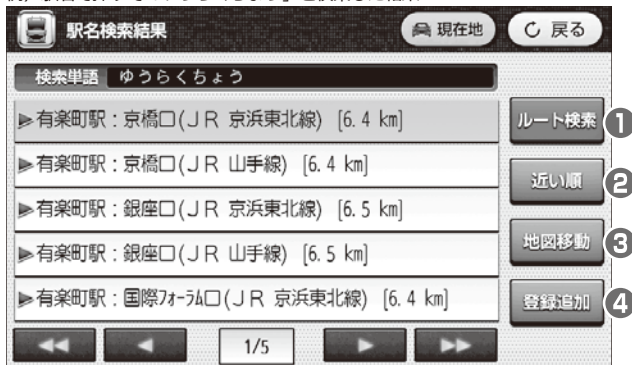 駅名検索結果
現在地
戻る
検索単語 ゆうらくちょう
有楽町駅:京橋口(JR 京浜東北線) [6.4 km]
有楽町駅:京橋口(JR 山手線) [6.4 km]
有楽町駅:銀座口(JR 京浜東北線) [6.5 km]
有楽町駅:銀座口(JR 山手線) [6.5 km]
有楽町駅:国際フォーラム口(JR 京浜東北線) [6.4 km]
ルート検索 1
近い順 2
地図移動 3
登録追加 4
1/5